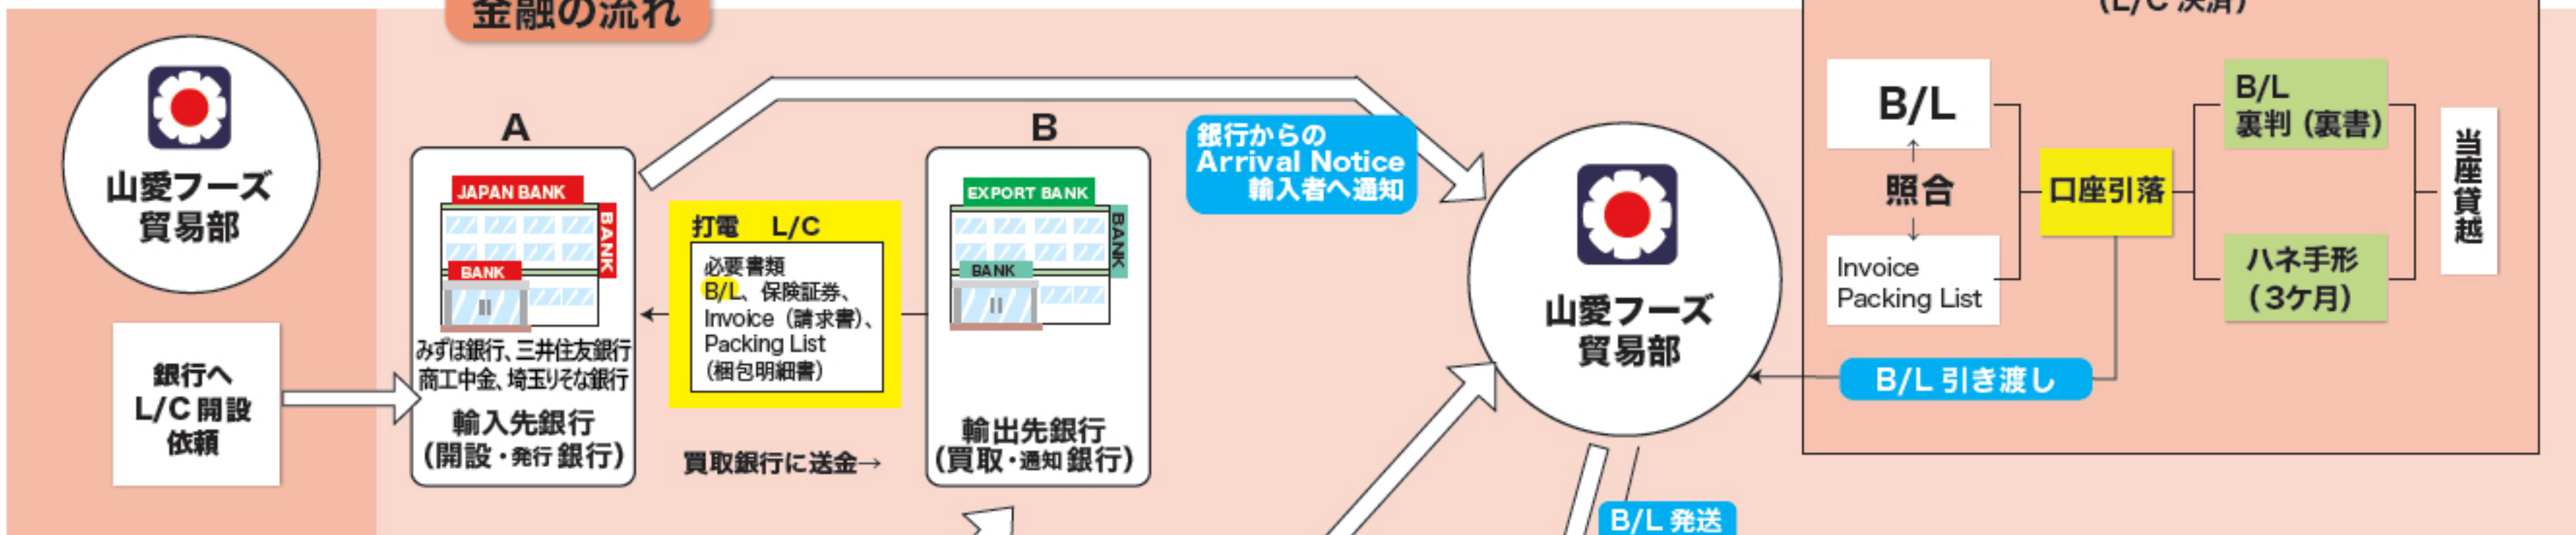 金融の流れ
(L/C 決済)
山愛フーズ
貿易部
銀行へ
L/C 開設
依頼
A
JAPAN BANK
BANK
BANK
みずほ銀行、三井住友銀行
商工中金、埼玉りそな銀行
輸入先銀行
(開設・発行 銀行)
打電 L/C
必要書類
B/L、保険証券、
Invoice（請求書）、
Packing List
（梱包明細書）
買取銀行に送金→
B
EXPORT BANK
BANK
BANK
輸出先銀行
(買取・通知 銀行)
銀行からの
Arrival Notice
輸入者へ通知
山愛フーズ
貿易部
B/L 発送
B/L
↑
照合
↓
Invoice
Packing List
口座引落
B/L
裏判（裏書）
ハネ手形
（3ケ月）
当座貸越
B/L 引き渡し